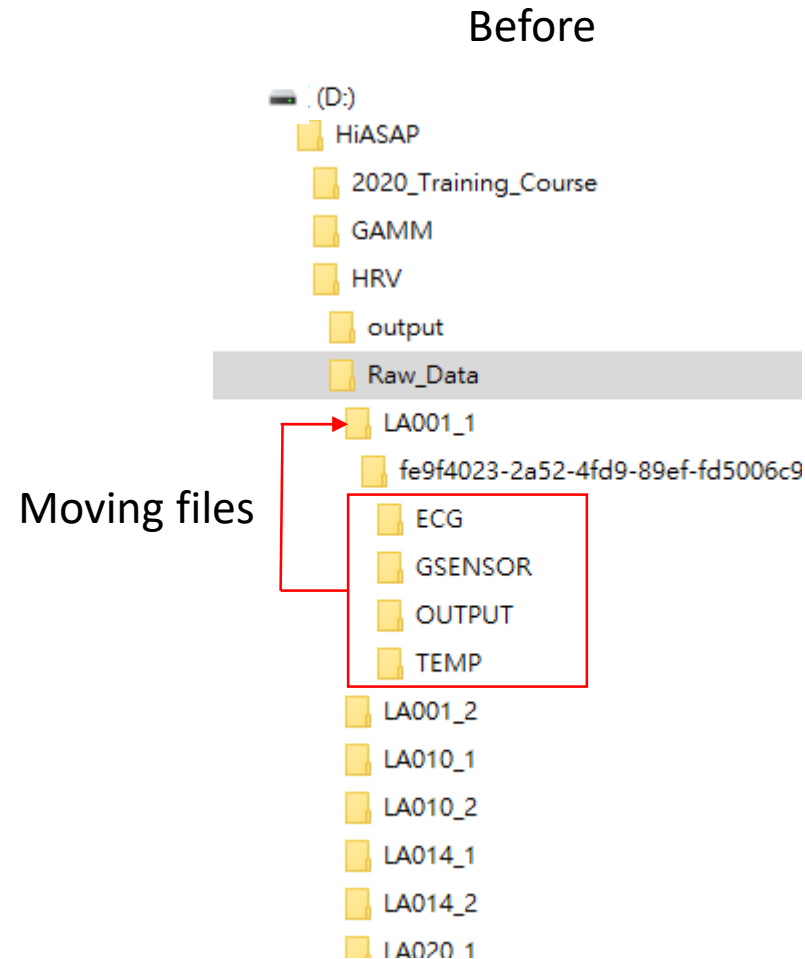 Before
(D:)
HiASAP
2020_Training_Course
GAMM
HRV
output
Raw_Data
LA001_1
fe9f4023-2a52-4fd9-89ef-fd5006c9
Moving files
ECG
GSENSOR
OUTPUT
TEMP
LA001_2
LA010_1
LA010_2
LA014_1
LA014_2
LA020_1